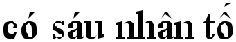 có sáu nhân tố